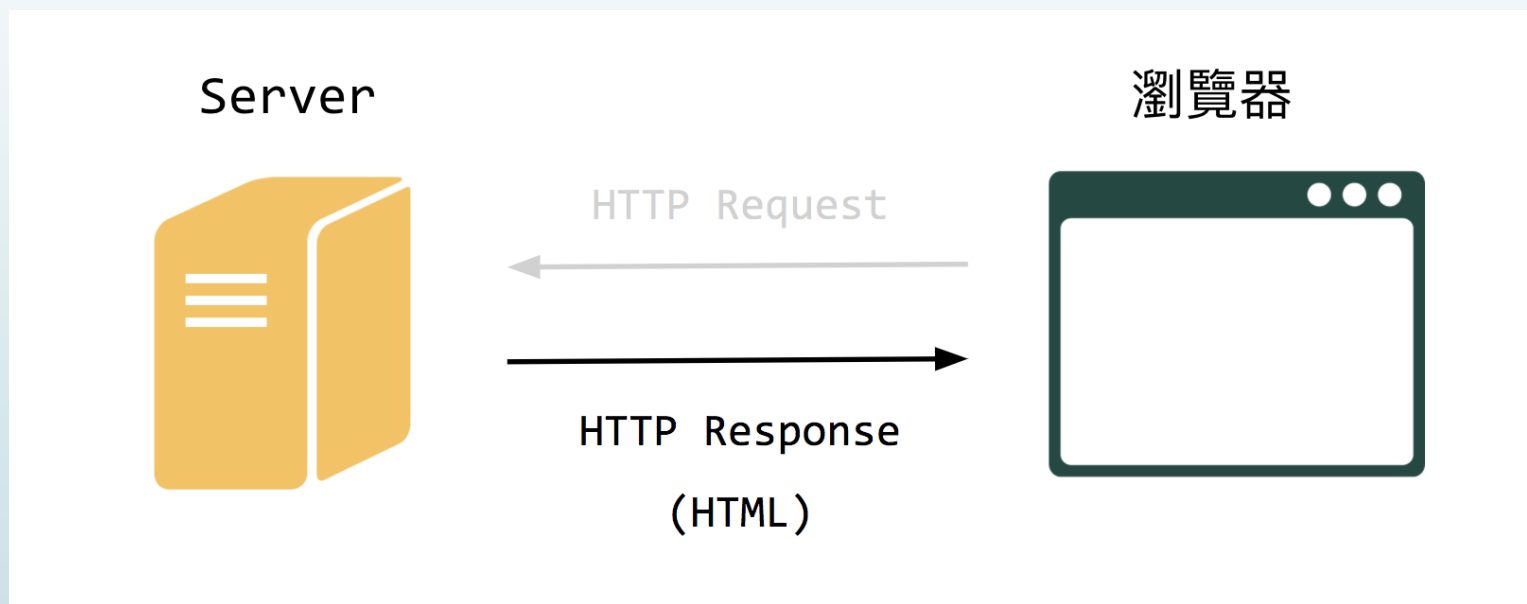 Server
瀏覽器
HTTP Request
HTTP Response
(HTML)